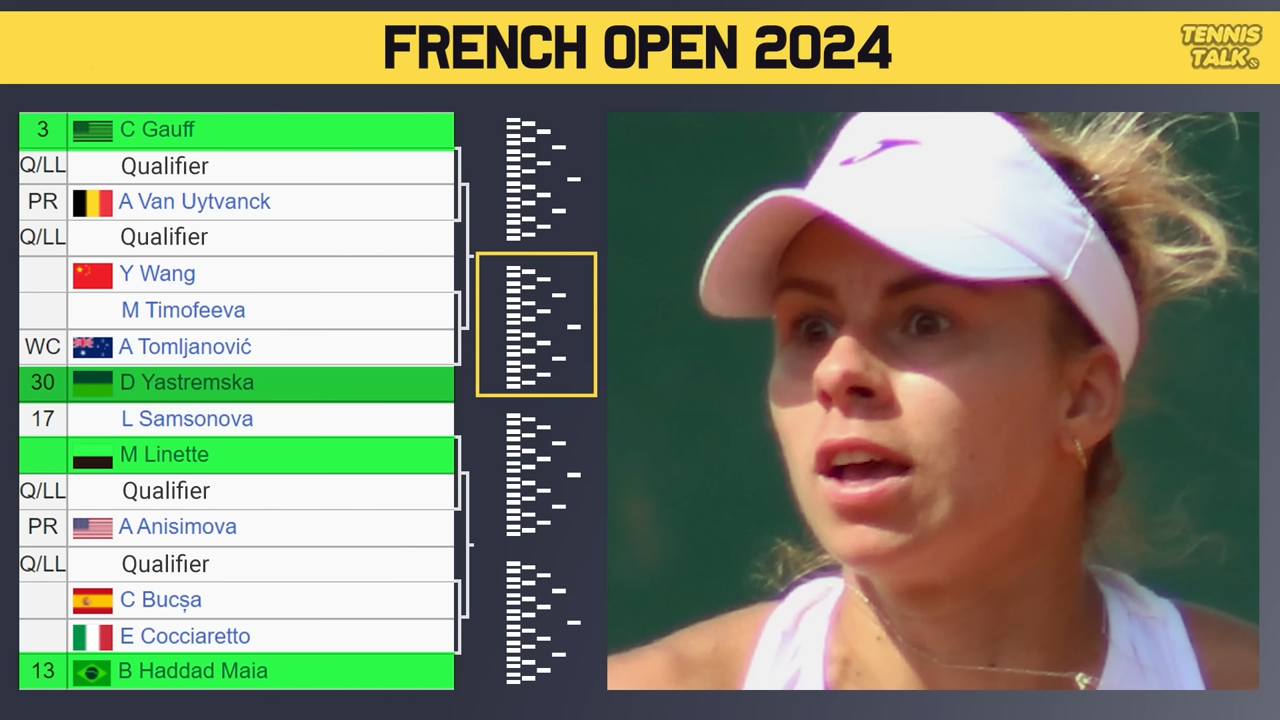 FRENCH OPEN 2024
TENNIS
TALK
3 C Gauff
Q/LL Qualifier
PR A Van Uytvanck
Q/LL Qualifier
Y Wang
M Timofeeva
WC A Tomljanović
30 D Yastremska
17 L Samsonova
M Linette
Q/LL Qualifier
PR A Anisimova
Q/LL Qualifier
C Bucșa
E Cocciaretto
13 B Haddad Maia